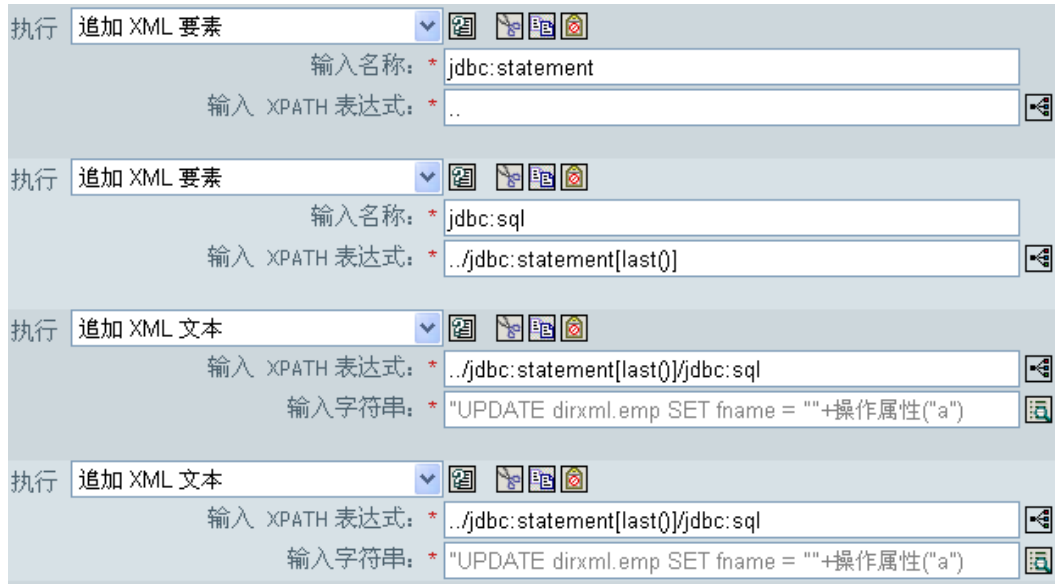 执行 追加 XML 要素
输入名称：* jdbc:statement
输入 XPATH 表达式：* ..
执行 追加 XML 要素
输入名称：* jdbc:sql
输入 XPATH 表达式：* ../jdbc:statement[last()]
执行 追加 XML 文本
输入 XPATH 表达式：* ../jdbc:statement[last()]/jdbc:sql
输入字符串：* "UPDATE dirxml.emp SET fname = ""+操作属性("a")
执行 追加 XML 文本
输入 XPATH 表达式：* ../jdbc:statement[last()]/jdbc:sql
输入字符串：* "UPDATE dirxml.emp SET fname = ""+操作属性("a")